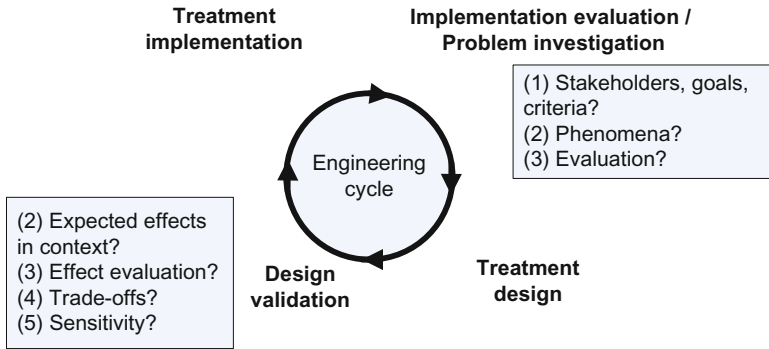 Treatment
implementation
Implementation evaluation /
Problem investigation
(1) Stakeholders, goals,
criteria?
(2) Phenomena?
(3) Evaluation?
Engineering
cycle
(2) Expected effects
in context?
(3) Effect evaluation?
(4) Trade-offs?
(5) Sensitivity?
Design
validation
Treatment
design